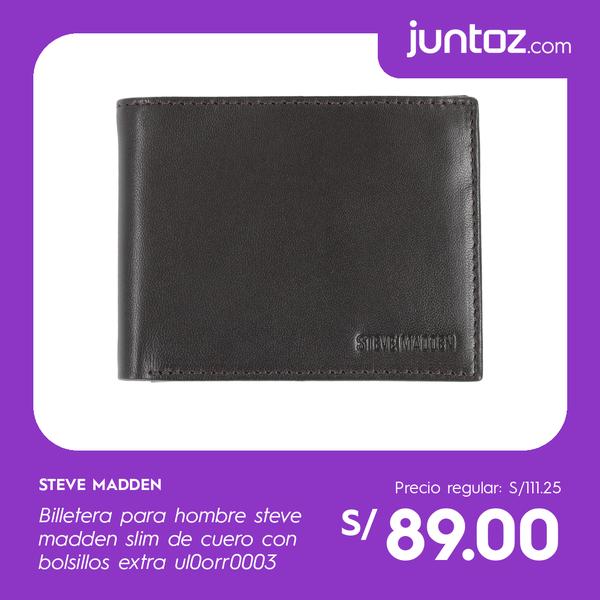 juntoz.com
STEVE MADDEN
STEVE MADDEN
Billetera para hombre steve
madden slim de cuero con
bolsillos extra ul0orr0003
Precio regular: S/111.25
S/ 89.00